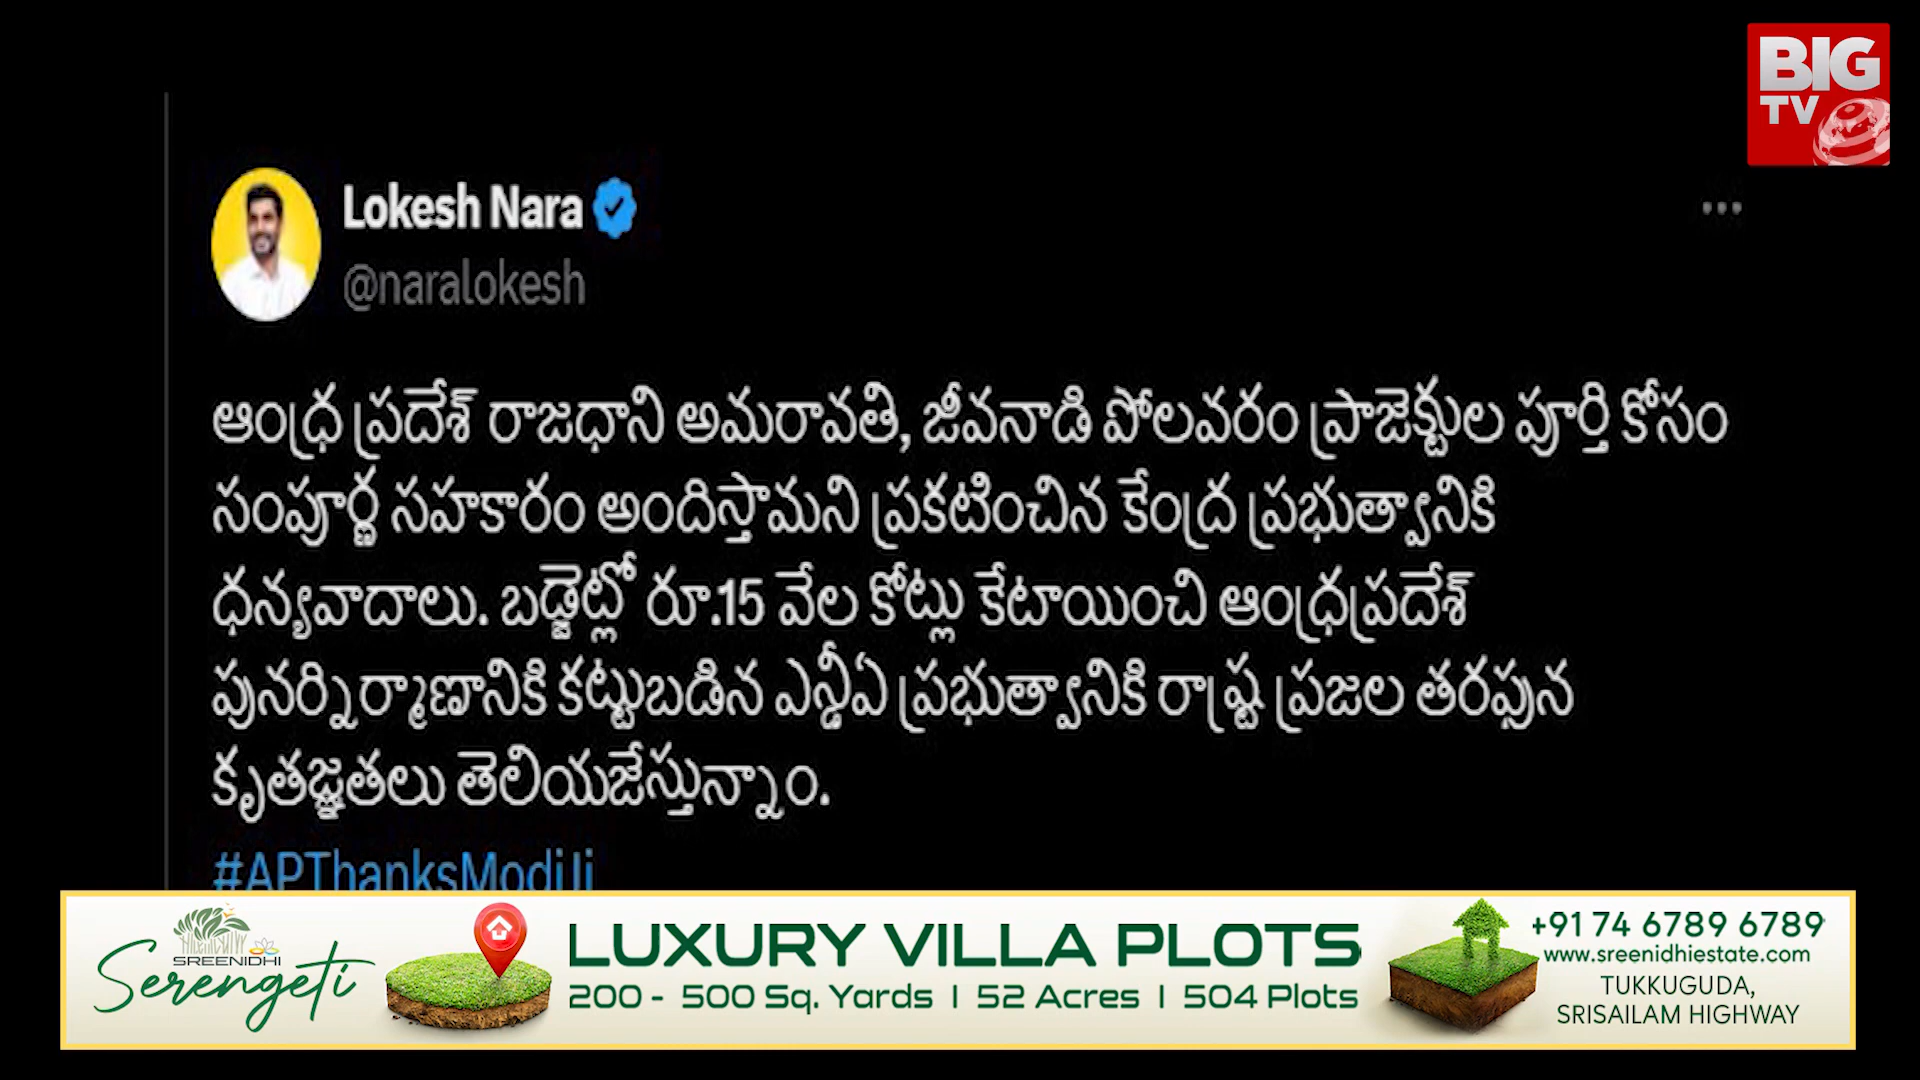 BIG
TV
Lokesh Nara
@naralokesh
ఆంధ్ర ప్రదేశ్ రాజధాని అమరావతి, జీవనాడి పోలవరం ప్రాజెక్టుల పూర్తి కోసం
సంపూర్ణ సహకారం అందిస్తామని ప్రకటించిన కేంద్ర ప్రభుత్వానికి
ధన్యవాదాలు. బడ్జెట్లో రూ.15 వేల కోట్లు కేటాయించి ఆంధ్రప్రదేశ్
పునర్నిర్మాణానికి కట్టుబడిన ఎన్డీఏ ప్రభుత్వానికి రాష్ట్ర ప్రజల తరఫున
కృతజ్ఞతలు తెలియజేస్తున్నాం.
#APThanksModiJi
SREENIDHI
Serengeti
LUXURY VILLA PLOTS
200 - 500 Sq. Yards | 52 Acres | 504 Plots
+91 74 6789 6789
www.sreenidhiestate.com
TUKKUGUDA,
SRISAILAM HIGHWAY